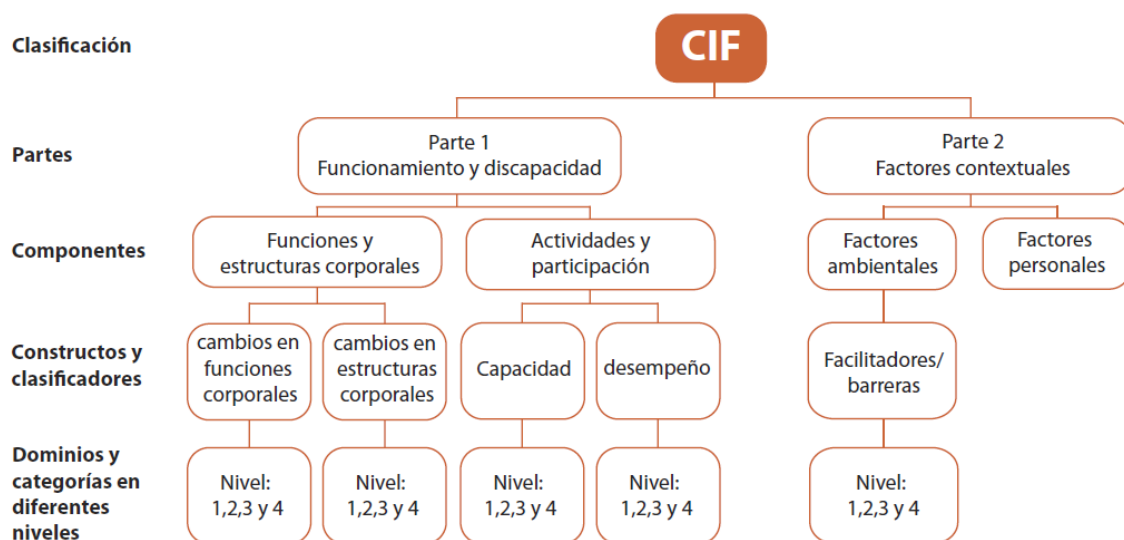 Clasificación
CIF
Partes
Parte 1
Funcionamiento y discapacidad
Parte 2
Factores contextuales
Componentes
Funciones y
estructuras corporales
Actividades y
participación
Factores
ambientales
Factores
personales
Constructos y
clasificadores
cambios en
funciones
corporales
cambios en
estructuras
corporales
Capacidad
desempeño
Facilitadores/
barreras
Dominios y
categorías en
diferentes
niveles
Nivel:
1,2,3 y 4
Nivel:
1,2,3 y 4
Nivel:
1,2,3 y 4
Nivel:
1,2,3 y 4
Nivel:
1,2,3 y 4